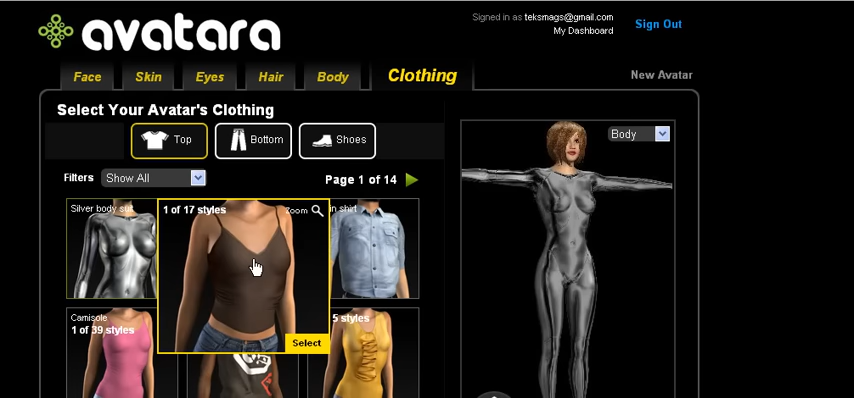 avatara
Signed in as teksmags@gmail.com
My Dashboard
Sign Out
Face
Skin
Eyes
Hair
Body
Clothing
New Avatar
Select Your Avatar's Clothing
Top
Bottom
Shoes
Body
Filters
Show All
Page 1 of 14
Silver body suit
1 of 17 styles
Zoom
shirt
Camisole
1 of 39 styles
5 styles
Select